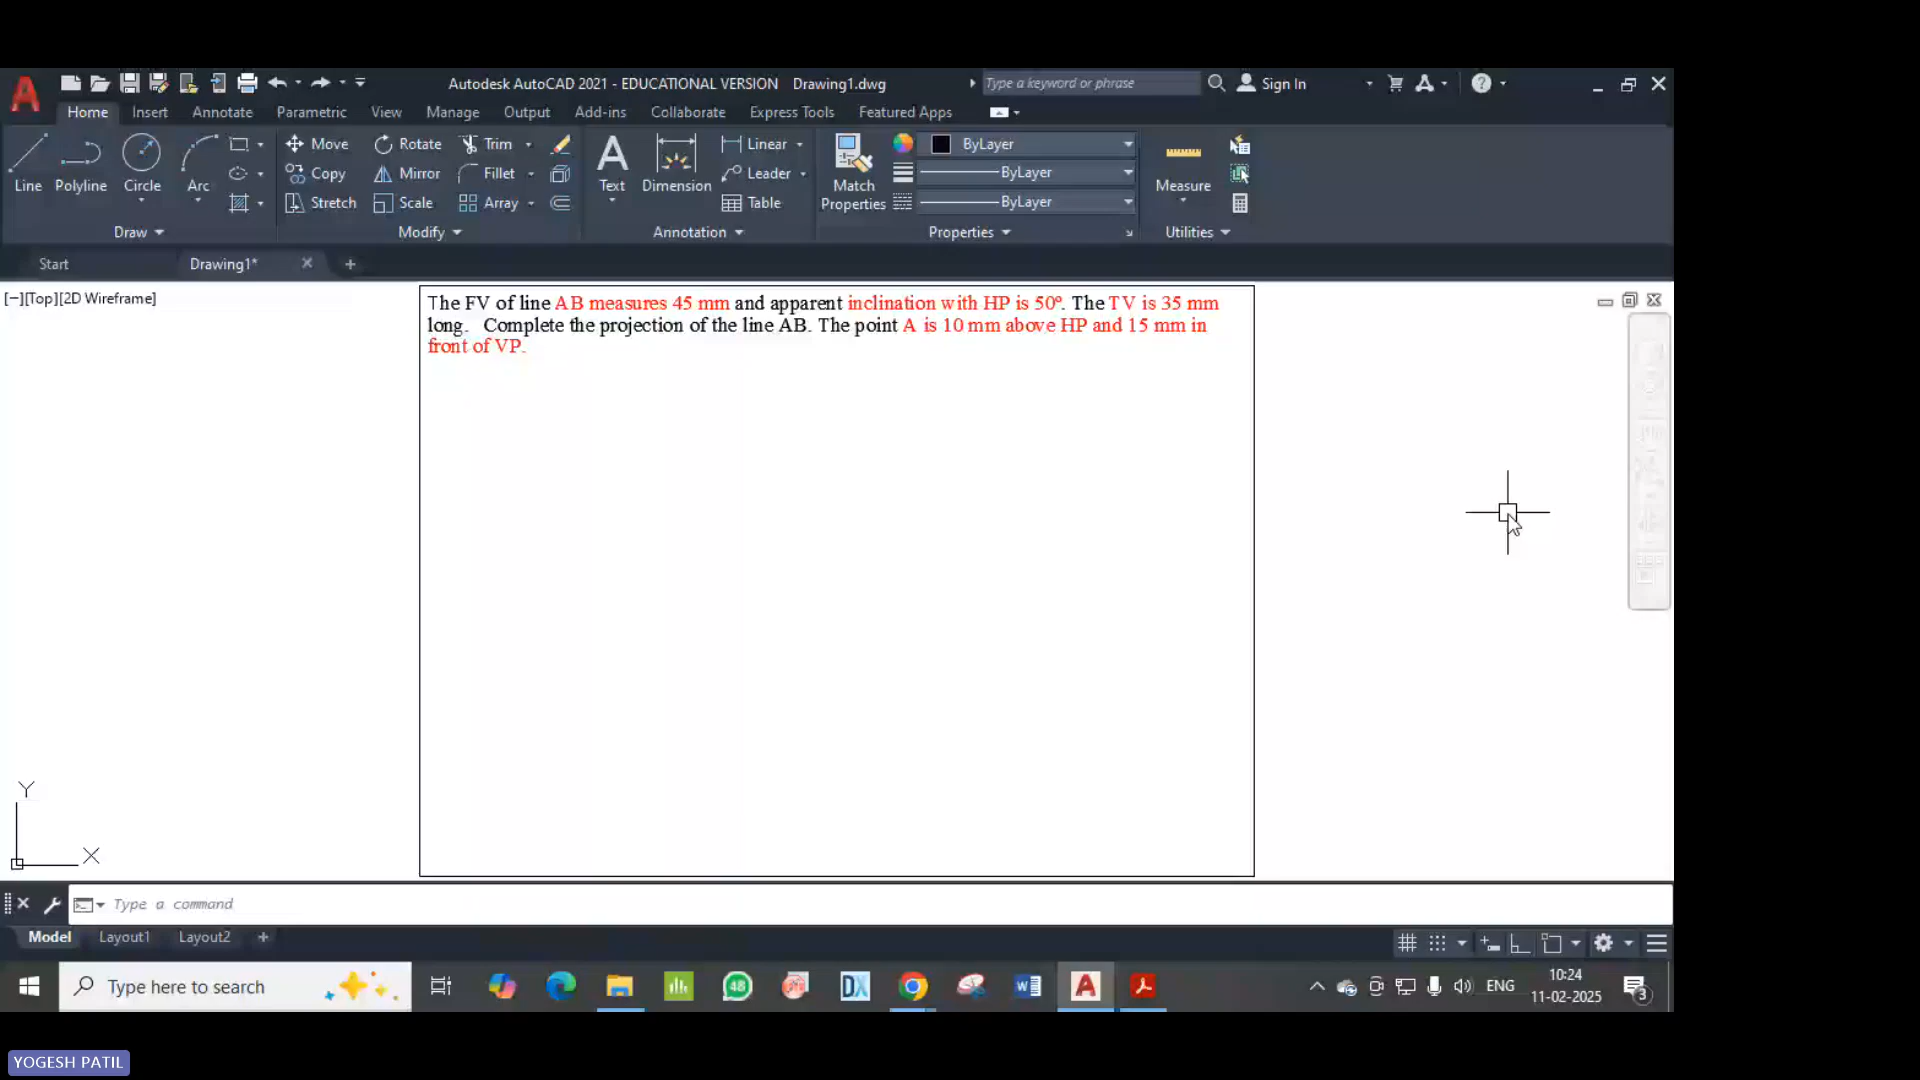 Autodesk AutoCAD 2021 - EDUCATIONAL VERSION Drawing1.dwg
Type a keyword or phrase
Sign In
Home Insert Annotate Parametric View Manage Output Add-ins Collaborate Express Tools Featured Apps
Line Polyline Circle Arc
Move Rotate Trim
Copy Mirror Fillet
Stretch Scale Array
Text Dimension
Linear
Leader
Table
Match Properties
ByLayer
ByLayer
ByLayer
Measure
Draw Modify Annotation Properties Utilities
Start Drawing1*
[−][Top][2D Wireframe]
The FV of line AB measures 45 mm and apparent inclination with HP is 50º. The TV is 35 mm
long. Complete the projection of the line AB. The point A is 10 mm above HP and 15 mm in
front of VP.
Y
X
Type a command
Model Layout1 Layout2
Type here to search
48
DX
ENG
10:24
11-02-2025
3
YOGESH PATIL